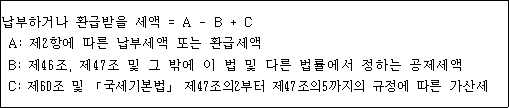 납부하거나 환급받을 세액 = A - B + C
A: 제2항에 따른 납부세액 또는 환급세액
B: 제46조, 제47조 및 그 밖에 이 법 및 다른 법률에서 정하는 공제세액
C: 제60조 및 「국세기본법」 제47조의2부터 제47조의5까지의 규정에 따른 가산세